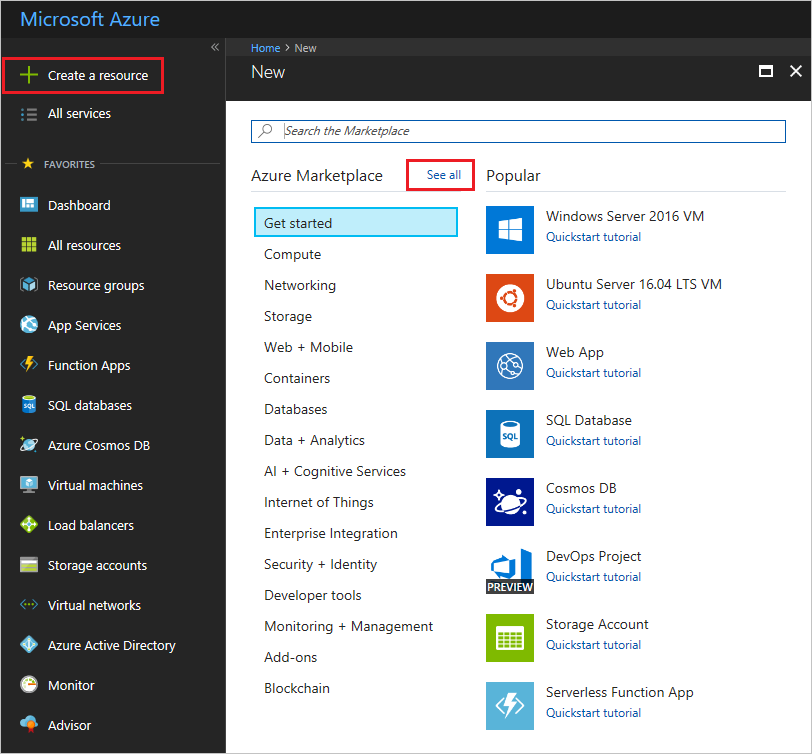 Microsoft Azure
«
Create a resource
All services
FAVORITES
Dashboard
All resources
Resource groups
App Services
Function Apps
SQL databases
Azure Cosmos DB
Virtual machines
Load balancers
Storage accounts
Virtual networks
Azure Active Directory
Monitor
Advisor
Home > New
New
Search the Marketplace
Azure Marketplace
See all
Get started
Compute
Networking
Storage
Web + Mobile
Containers
Databases
Data + Analytics
AI + Cognitive Services
Internet of Things
Enterprise Integration
Security + Identity
Developer tools
Monitoring + Management
Add-ons
Blockchain
Popular
Windows Server 2016 VM
Quickstart tutorial
Ubuntu Server 16.04 LTS VM
Quickstart tutorial
Web App
Quickstart tutorial
SQL
SQL Database
Quickstart tutorial
Cosmos DB
Quickstart tutorial
PREVIEW
DevOps Project
Quickstart tutorial
Storage Account
Quickstart tutorial
Serverless Function App
Quickstart tutorial